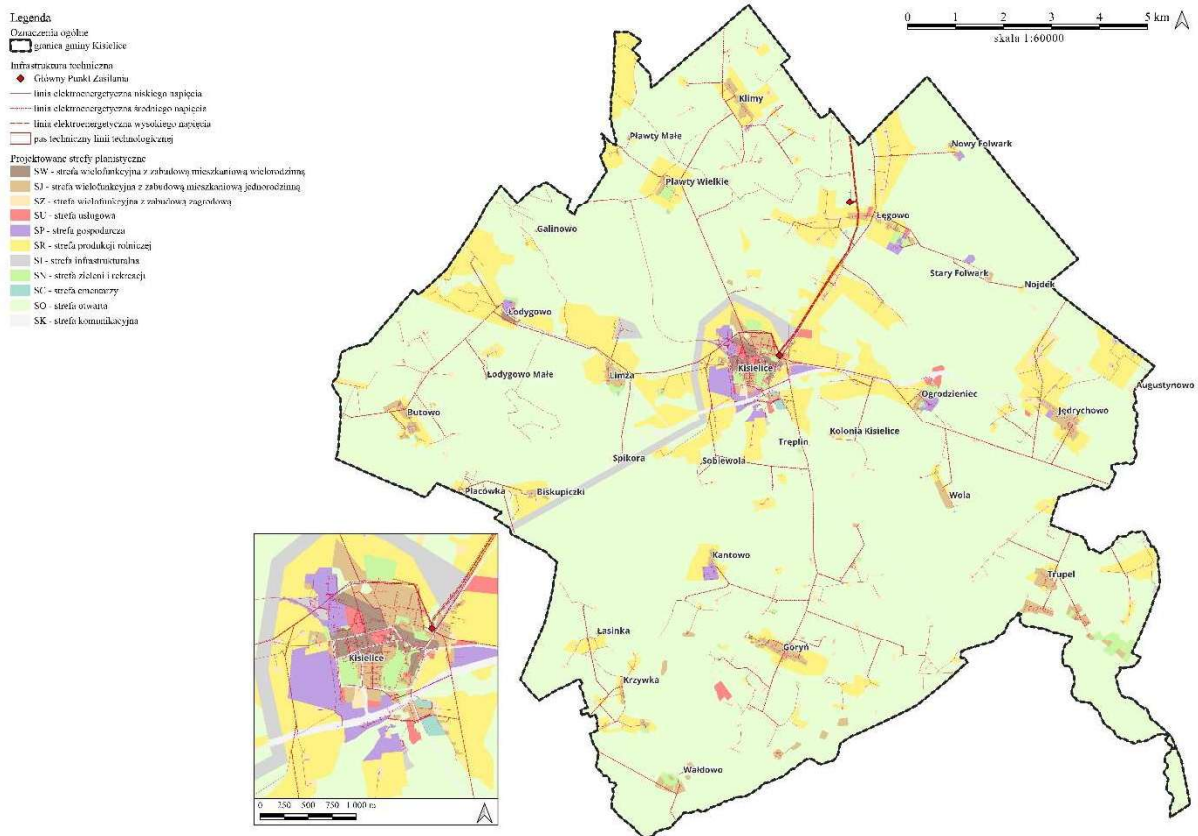 Legenda
Oznaczenia ogólne
granica gminy Kisielice
Infrastruktura techniczna
Główny Punkt Zasilania
linia elektroenergetyczna niskiego napięcia
linia elektroenergetyczna średniego napięcia
linia elektroenergetyczna wysokiego napięcia
pas techniczny linii technologicznej
Projektowane strefy planistyczne
SW - strefa wielofunkcyjna z zabudową mieszkaniową wielorodzinną
SJ - strefa wielofunkcyjna z zabudową mieszkaniową jednorodzinną
SZ - strefa wielofunkcyjna z zabudową zagrodową
SU - strefa usługowa
SP - strefa gospodarcza
SR - strefa produkcji rolniczej
SI - strefa infrastrukturalna
SN - strefa zieleni i rekreacji
SC - strefa cmentarzy
SO - strefa otwarta
SK - strefa komunikacyjna
0 1 2 3 4 5 km
skala 1:60000
Klimy
Pławty Małe
Nowy Folwark
Pławty Wielkie
Łęgowo
Galinowo
Stary Folwark
Nojdek
Łodygowo
Kisielice
Łodygowo Małe
Limża
Augustynowo
Ogrodzieniec
Butowo
Jędrychowo
Kolonia Kisielice
Tręplin
Spikora
Sobiewola
Placówka
Biskupiczki
Wola
Kantowo
Trupel
Łasinka
Goryń
Krzywka
Wałdowo
Kisielice
0 250 500 750 1 000 m